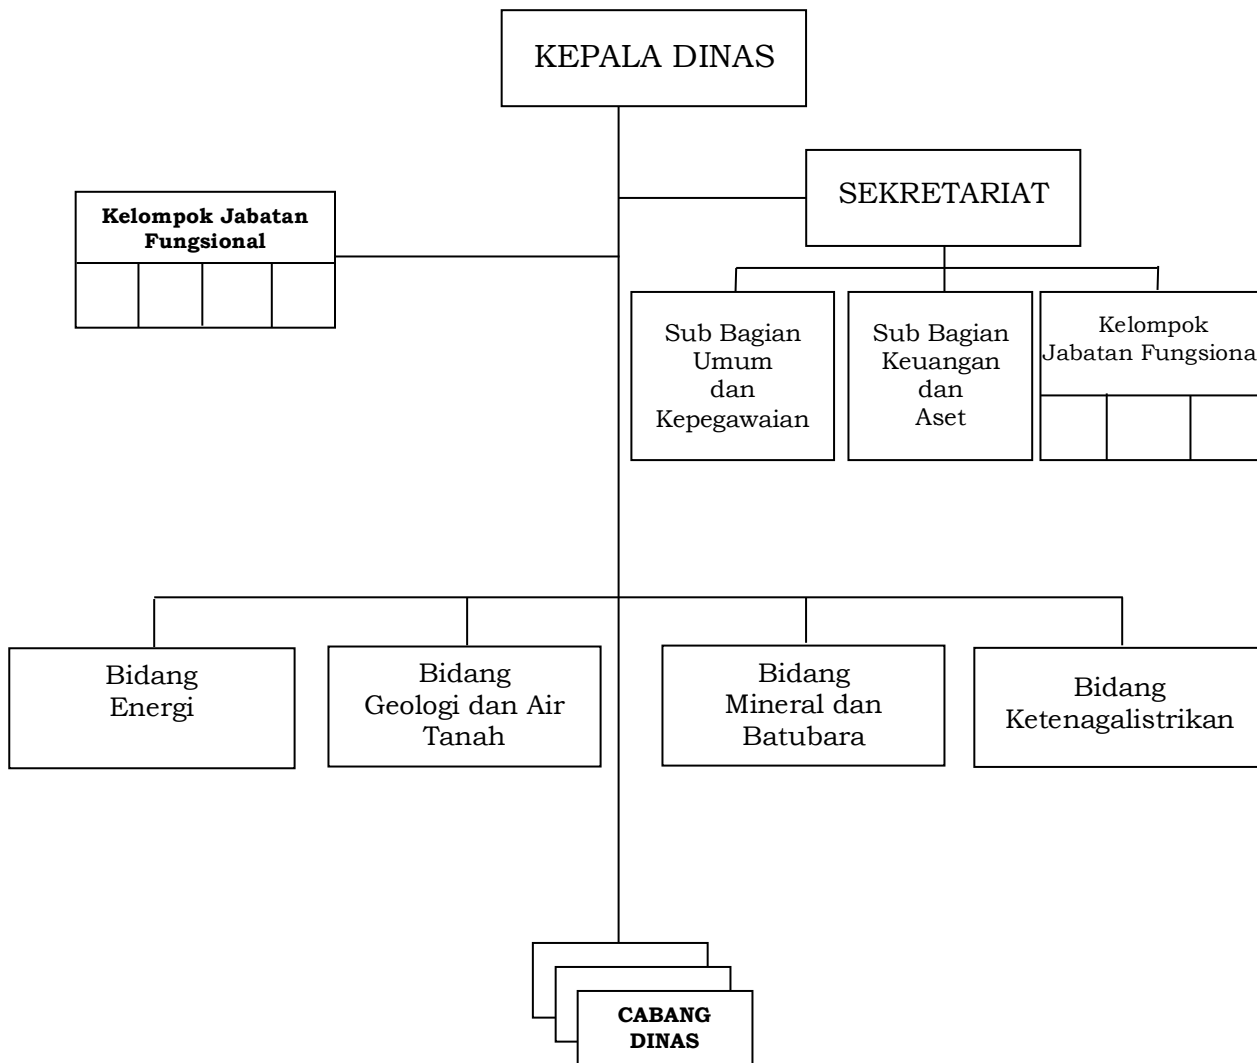 KEPALA DINAS
SEKRETARIAT
Kelompok Jabatan
Fungsional
Sub Bagian
Umum
dan
Kepegawaian
Sub Bagian
Keuangan
dan
Aset
Kelompok
Jabatan Fungsiona
Bidang
Energi
Bidang
Geologi dan Air
Tanah
Bidang
Mineral dan
Batubara
Bidang
Ketenagalistrikan
CABANG
DINAS